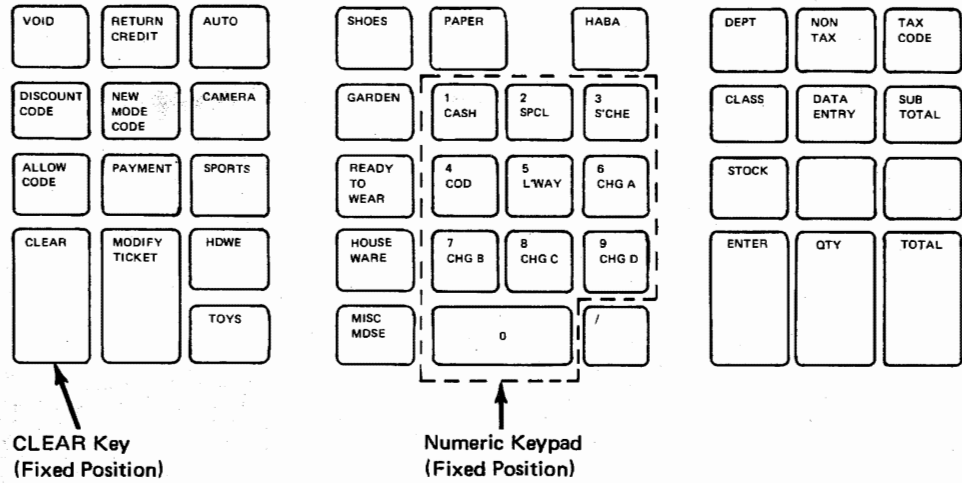 VOID
RETURN
CREDIT
AUTO
DISCOUNT
CODE
NEW
MODE
CODE
CAMERA
ALLOW
CODE
PAYMENT
SPORTS
CLEAR
MODIFY
TICKET
HDWE
TOYS
CLEAR Key
(Fixed Position)
SHOES
PAPER
HABA
GARDEN
1
CASH
2
SPCL
3
S'CHE
READY
TO
WEAR
4
COD
5
L'WAY
6
CHG A
HOUSE
WARE
7
CHG B
8
CHG C
9
CHG D
MISC
MDSE
0
/
Numeric Keypad
(Fixed Position)
DEPT
NON
TAX
TAX
CODE
CLASS
DATA
ENTRY
SUB
TOTAL
STOCK
ENTER
QTY
TOTAL